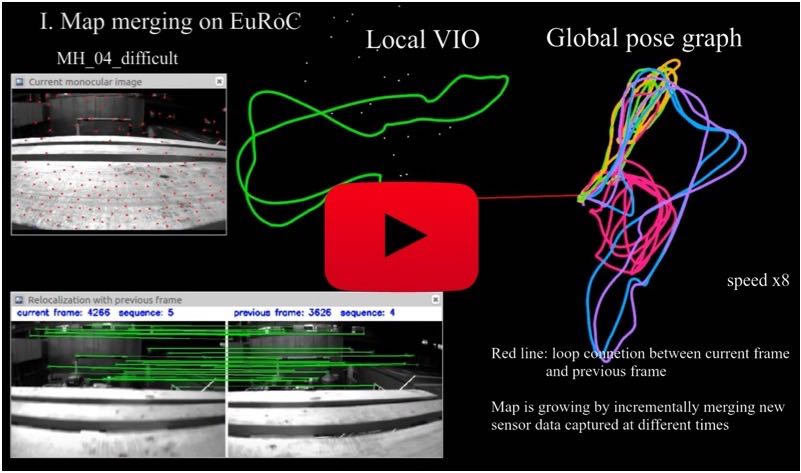 I. Map merging on EuRoC
MH_04_difficult
Local VIO
Global pose graph
Current monocular image
speed x8
Relocalization with previous frame
current frame: 4266 sequence: 5
previous frame: 3626 sequence: 4
Red line: loop connetion between current frame
and previous frame
Map is growing by incrementally merging new
sensor data captured at different times